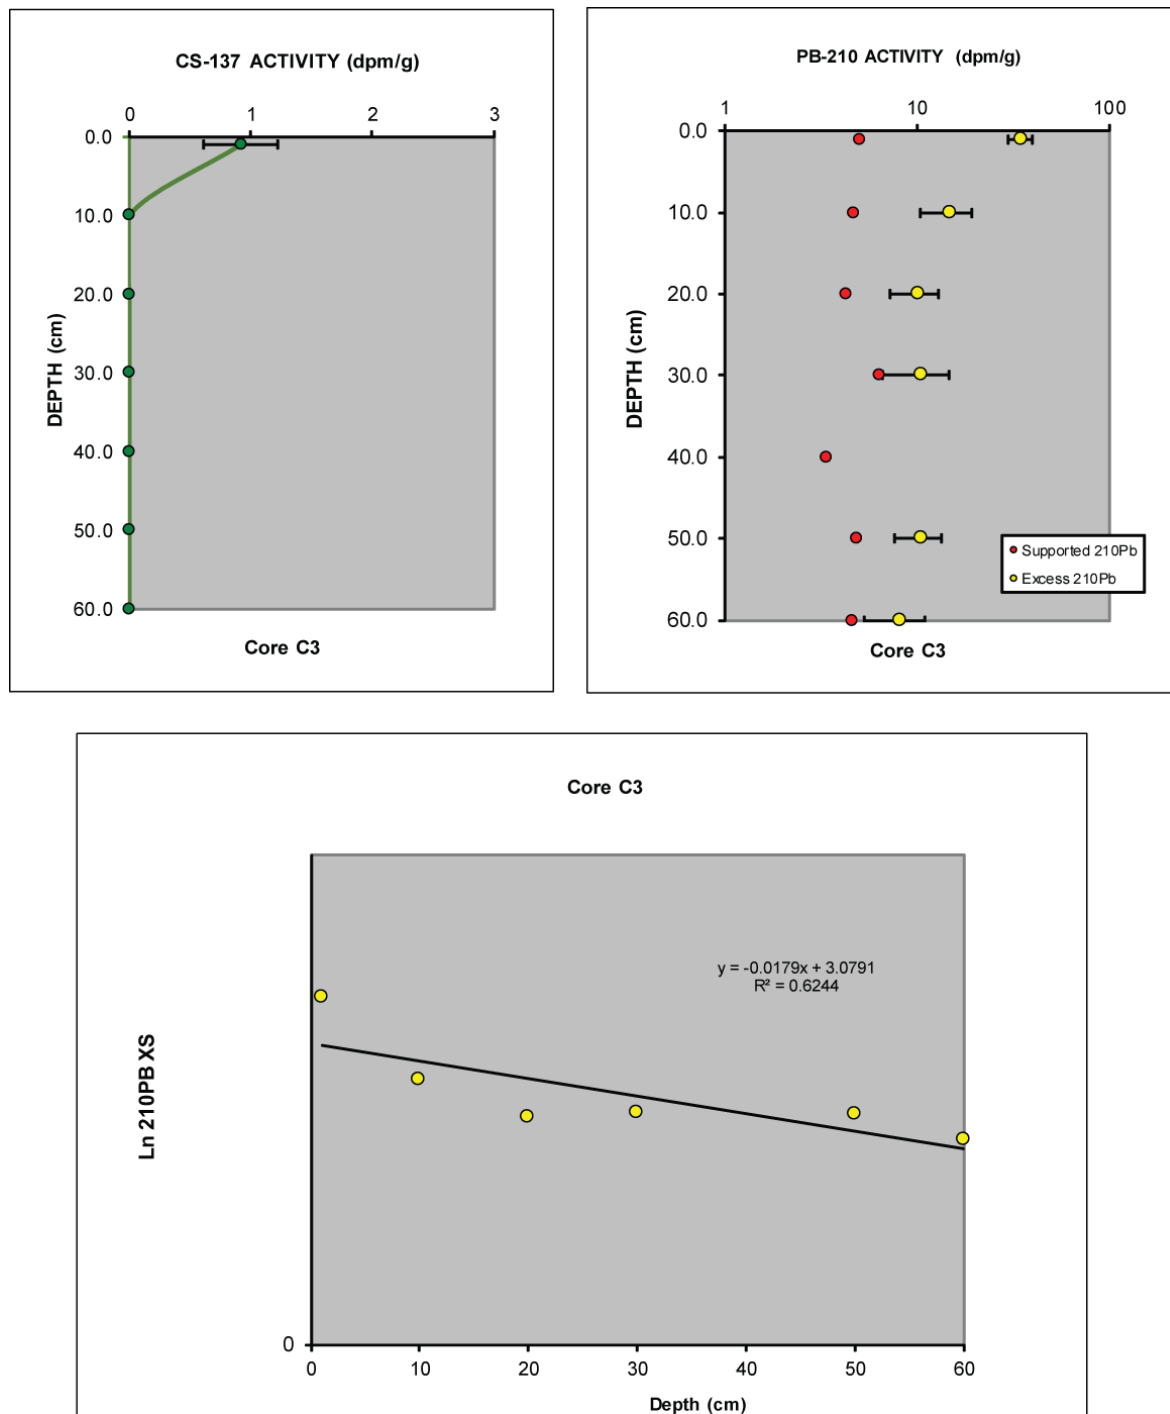 CS-137 ACTIVITY (dpm/g)
0 1 2 3
0.0
10.0
20.0
30.0
40.0
50.0
60.0
DEPTH (cm)
Core C3
PB-210 ACTIVITY (dpm/g)
1 10 100
0.0
10.0
20.0
30.0
40.0
50.0
60.0
DEPTH (cm)
Supported 210Pb
Excess 210Pb
Core C3
Core C3
y = -0.0179x + 3.0791
R² = 0.6244
Ln 210PB XS
0
0 10 20 30 40 50 60
Depth (cm)